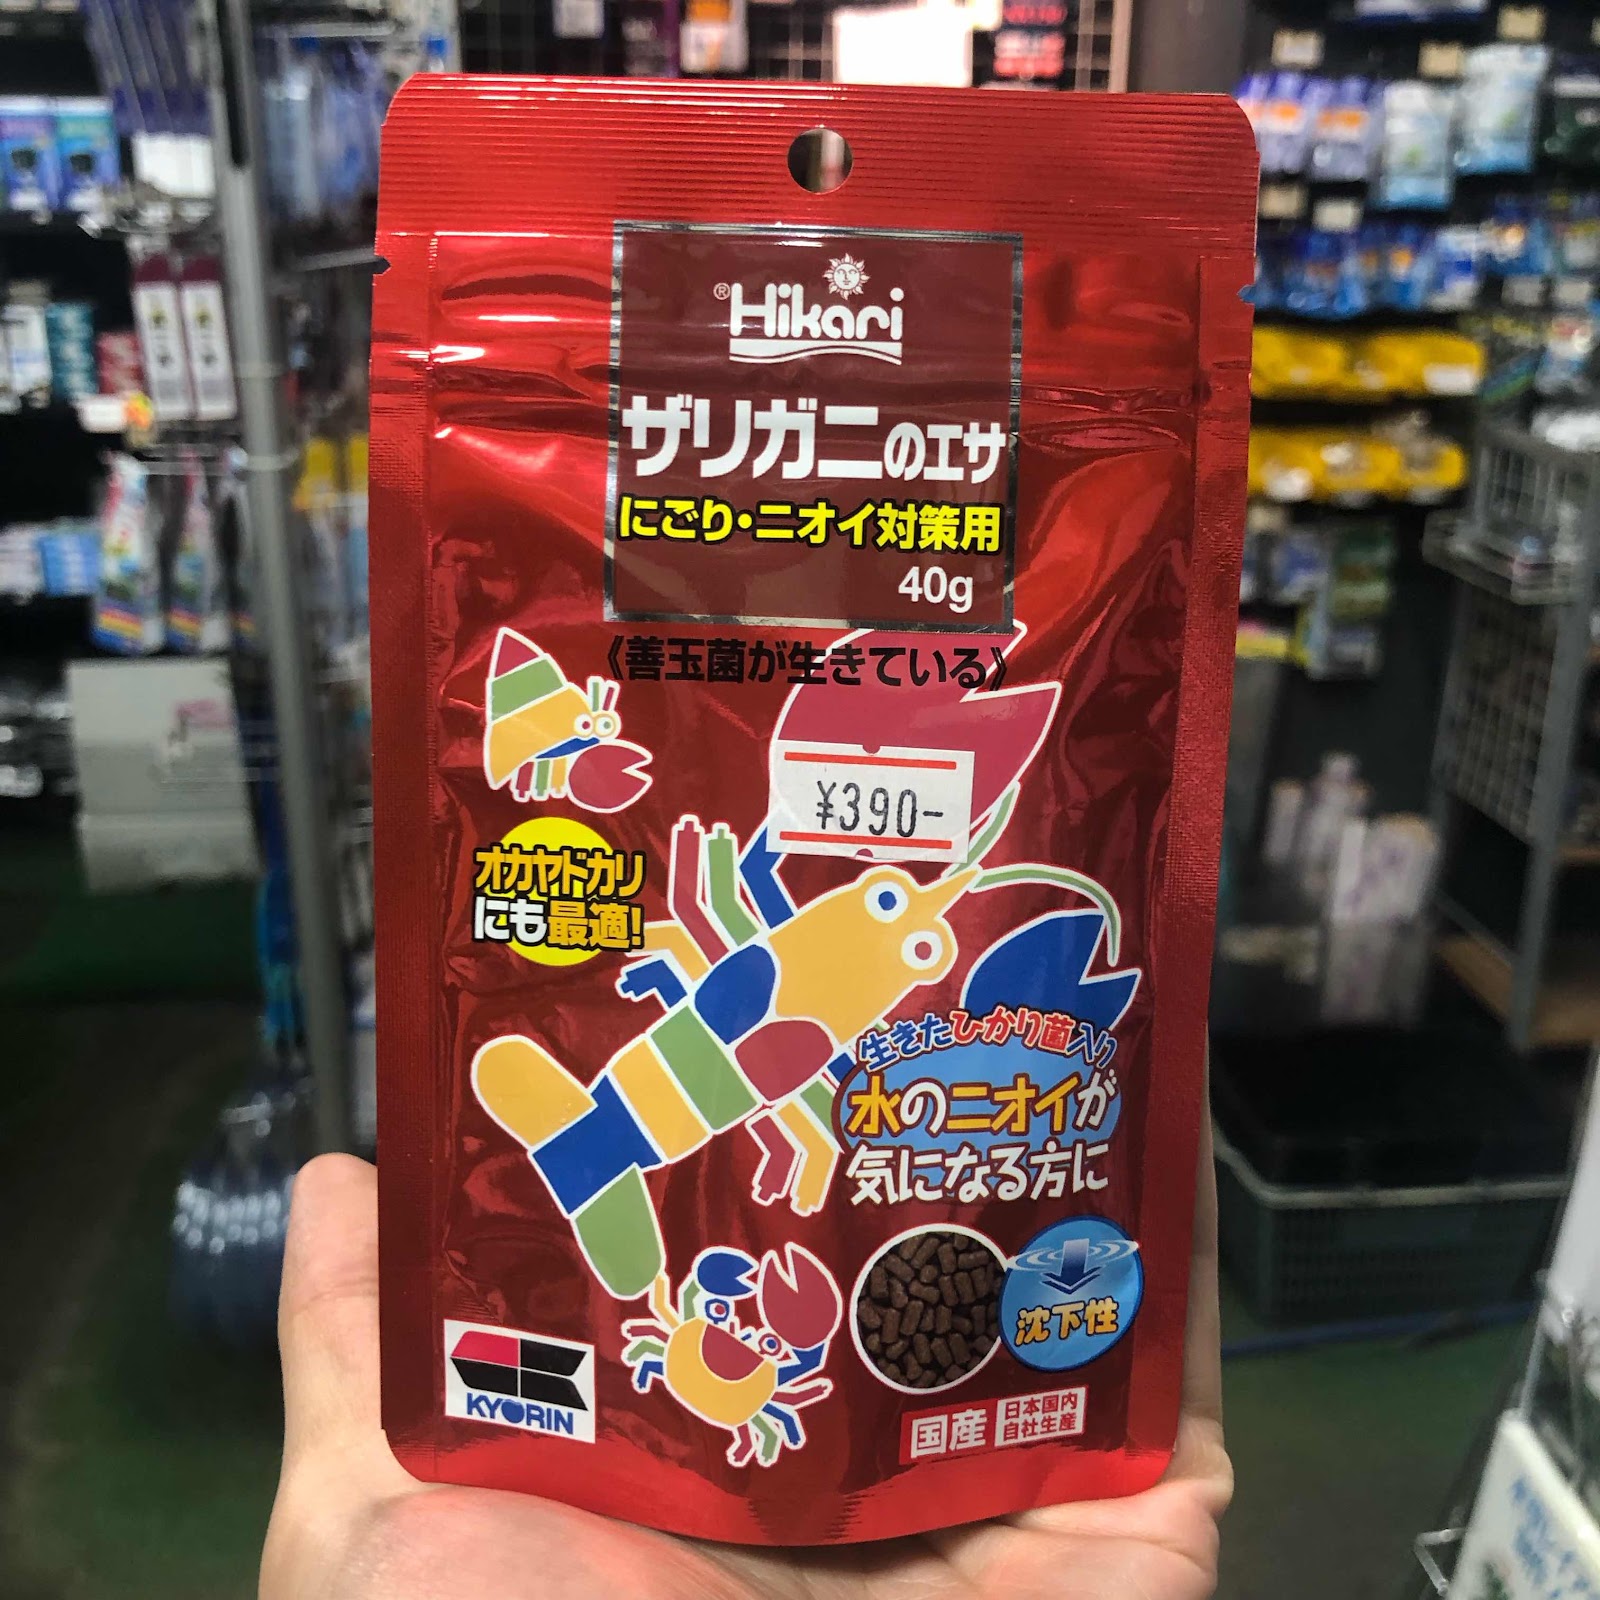 ®Hikari
ザリガニのエサ
にごり・ニオイ対策用
40g
《善玉菌が生きている》
¥390-
オカヤドカリ
にも最適!
生きたひかり菌入り
水のニオイが
気になる方に
沈下性
KYORIN
国産
日本国内
自社生産